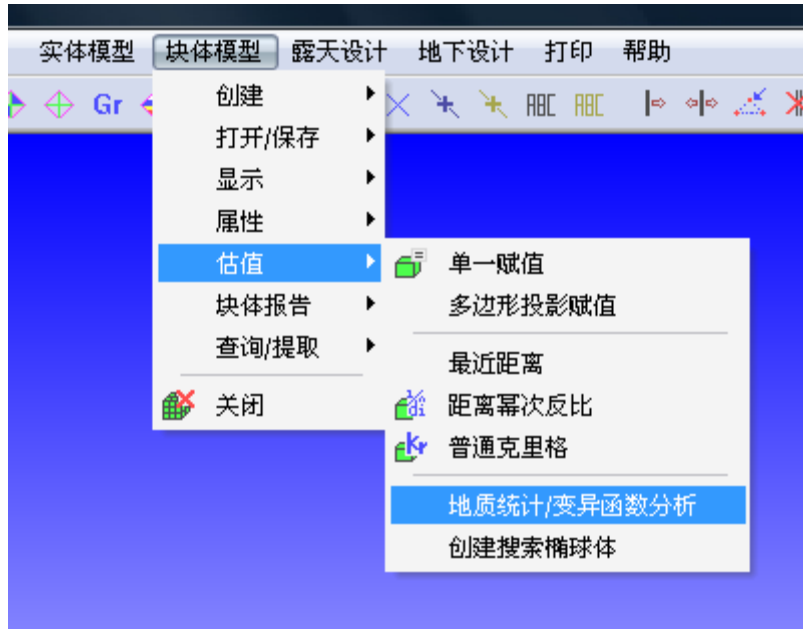 实体模型 块体模型 露天设计 地下设计 打印 帮助
Gr ABC ABC
创建
打开/保存
显示
属性
估值
块体报告
查询/提取
关闭
单一赋值
多边形投影赋值
最近距离
距离幂次反比
Kr 普通克里格
地质统计/变异函数分析
创建搜索椭球体